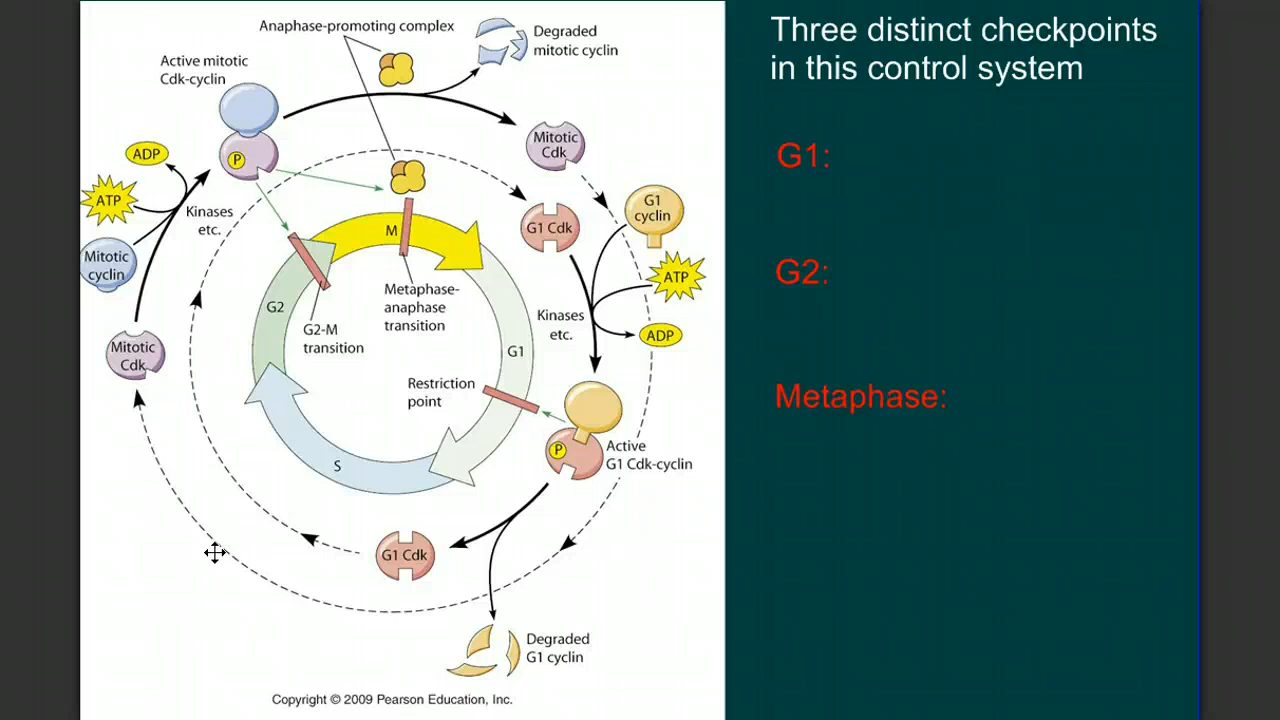 Anaphase-promoting complex
Degraded
mitotic cyclin
Active mitotic
Cdk-cyclin
Mitotic
Cdk
ADP
P
ATP
Kinases
etc.
G1
cyclin
G1 Cdk
M
Mitotic
cyclin
ATP
Metaphase-
anaphase
transition
G2
G2-M
transition
Kinases
etc.
ADP
Mitotic
Cdk
G1
Restriction
point
P
Active
G1 Cdk-cyclin
S
G1 Cdk
Degraded
G1 cyclin
Copyright © 2009 Pearson Education, Inc.
Three distinct checkpoints
in this control system
G1:
G2:
Metaphase: